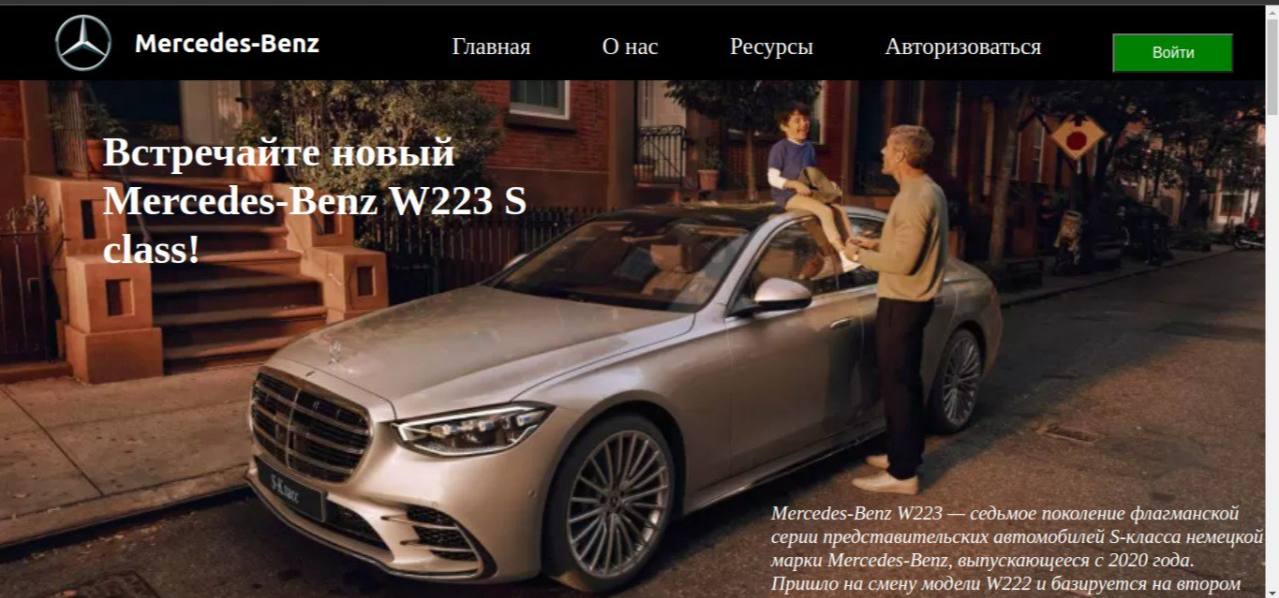 Mercedes-Benz
Главная
О нас
Ресурсы
Авторизоваться
Войти
Встречайте новый
Mercedes-Benz W223 S
class!
S-Класс
Mercedes-Benz W223 — седьмое поколение флагманской
серии представительских автомобилей S-класса немецкой
марки Mercedes-Benz, выпускающееся с 2020 года.
Пришло на смену модели W222 и базируется на втором